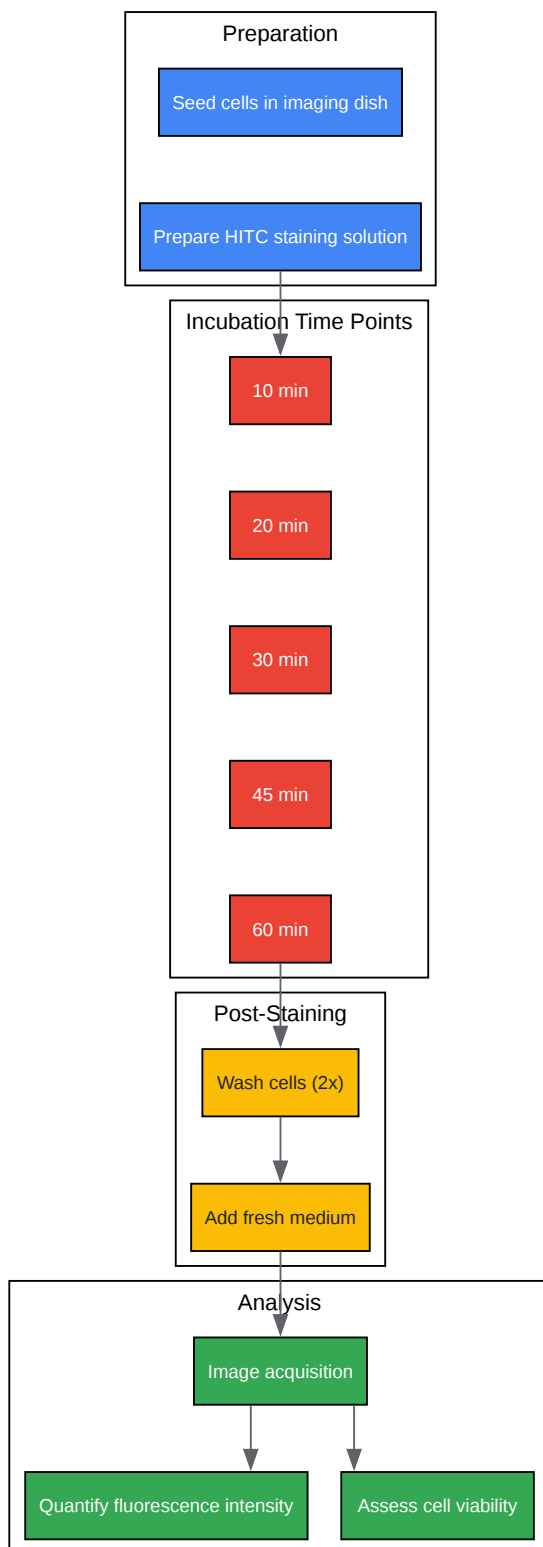 Preparation
Seed cells in imaging dish
Prepare HITC staining solution
Incubation Time Points
10 min
20 min
30 min
45 min
60 min
Post-Staining
Wash cells (2x)
Add fresh medium
Analysis
Image acquisition
Quantify fluorescence intensity
Assess cell viability